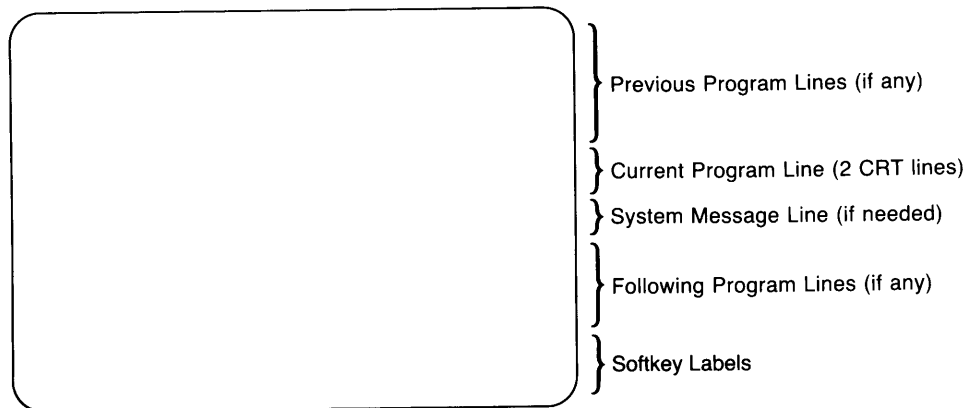 Previous Program Lines (if any)
Current Program Line (2 CRT lines)
System Message Line (if needed)
Following Program Lines (if any)
Softkey Labels